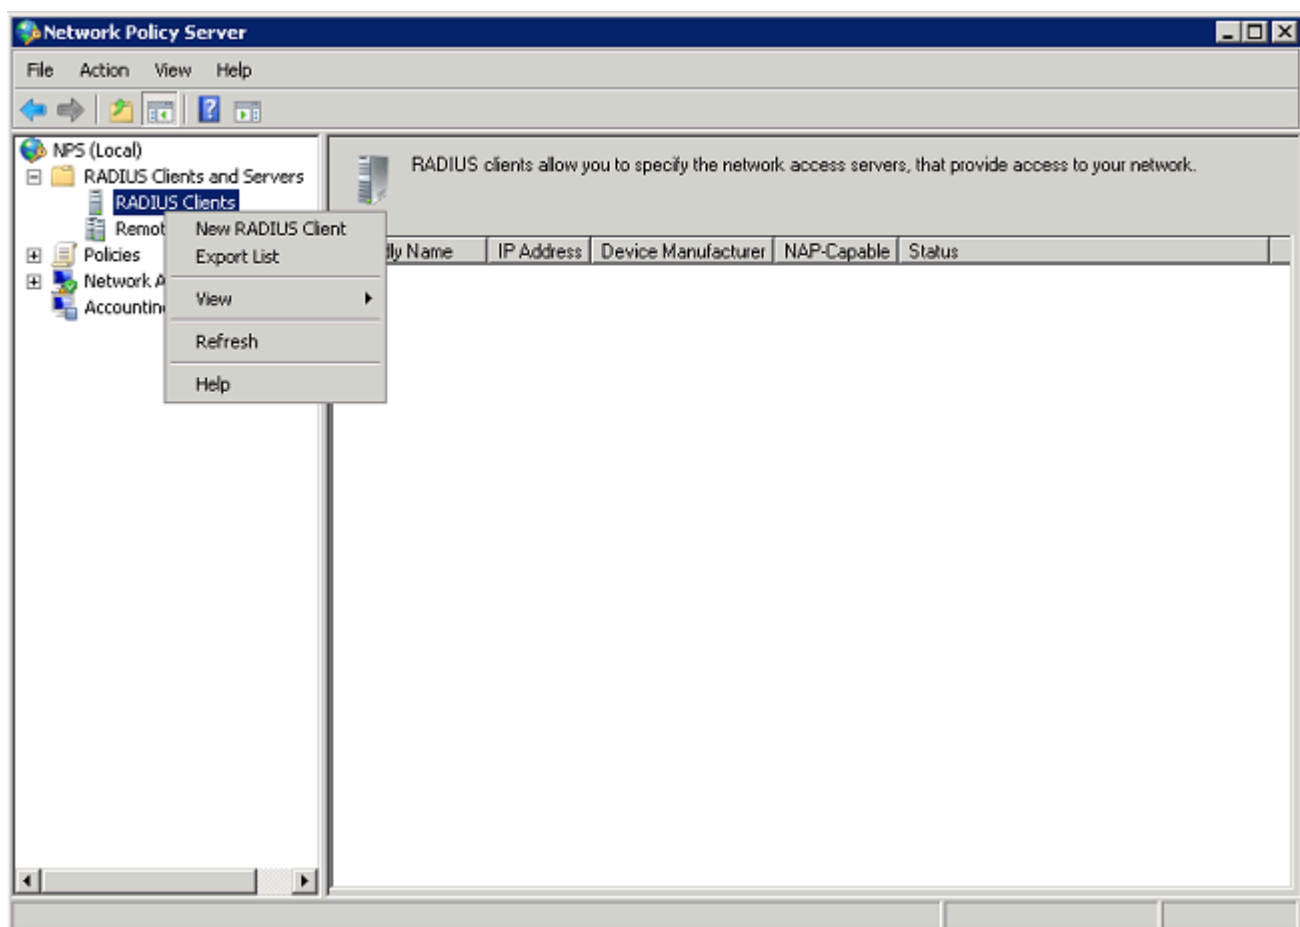 Network Policy Server
File Action View Help
NPS (Local)
RADIUS Clients and Servers
RADIUS Clients
Remot
Policies
Network A
Accountin
New RADIUS Client
Export List
View
Refresh
Help
RADIUS clients allow you to specify the network access servers, that provide access to your network.
dly Name IP Address Device Manufacturer NAP-Capable Status